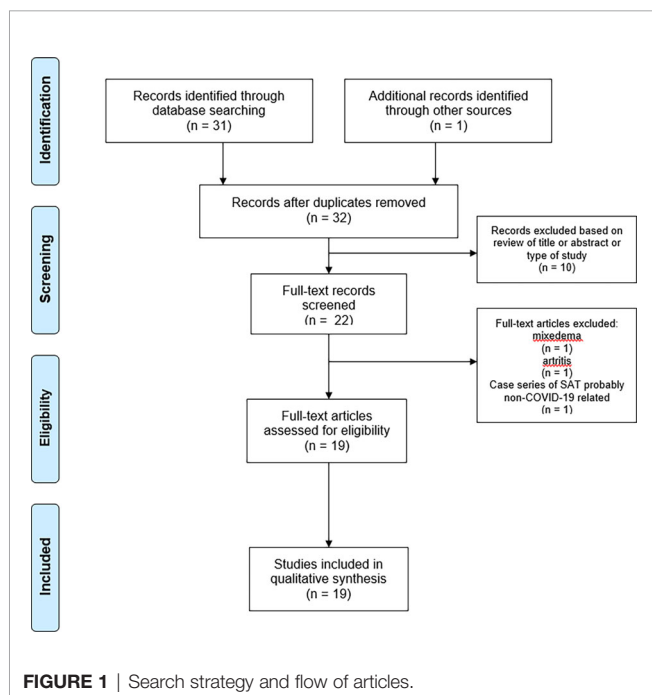 Identification
Records identified through
database searching
(n = 31)
Additional records identified
through other sources
(n = 1)
Records after duplicates removed
(n = 32)
Screening
Records excluded based on
review of title or abstract or
type of study
(n = 10)
Full-text records
screened
(n = 22)
Full-text articles excluded:
mixedema
(n = 1)
artritis
(n = 1)
Case series of SAT probably
non-COVID-19 related
(n = 1)
Eligibility
Full-text articles
assessed for eligibility
(n = 19)
Included
Studies included in
qualitative synthesis
(n = 19)
FIGURE 1 | Search strategy and flow of articles.